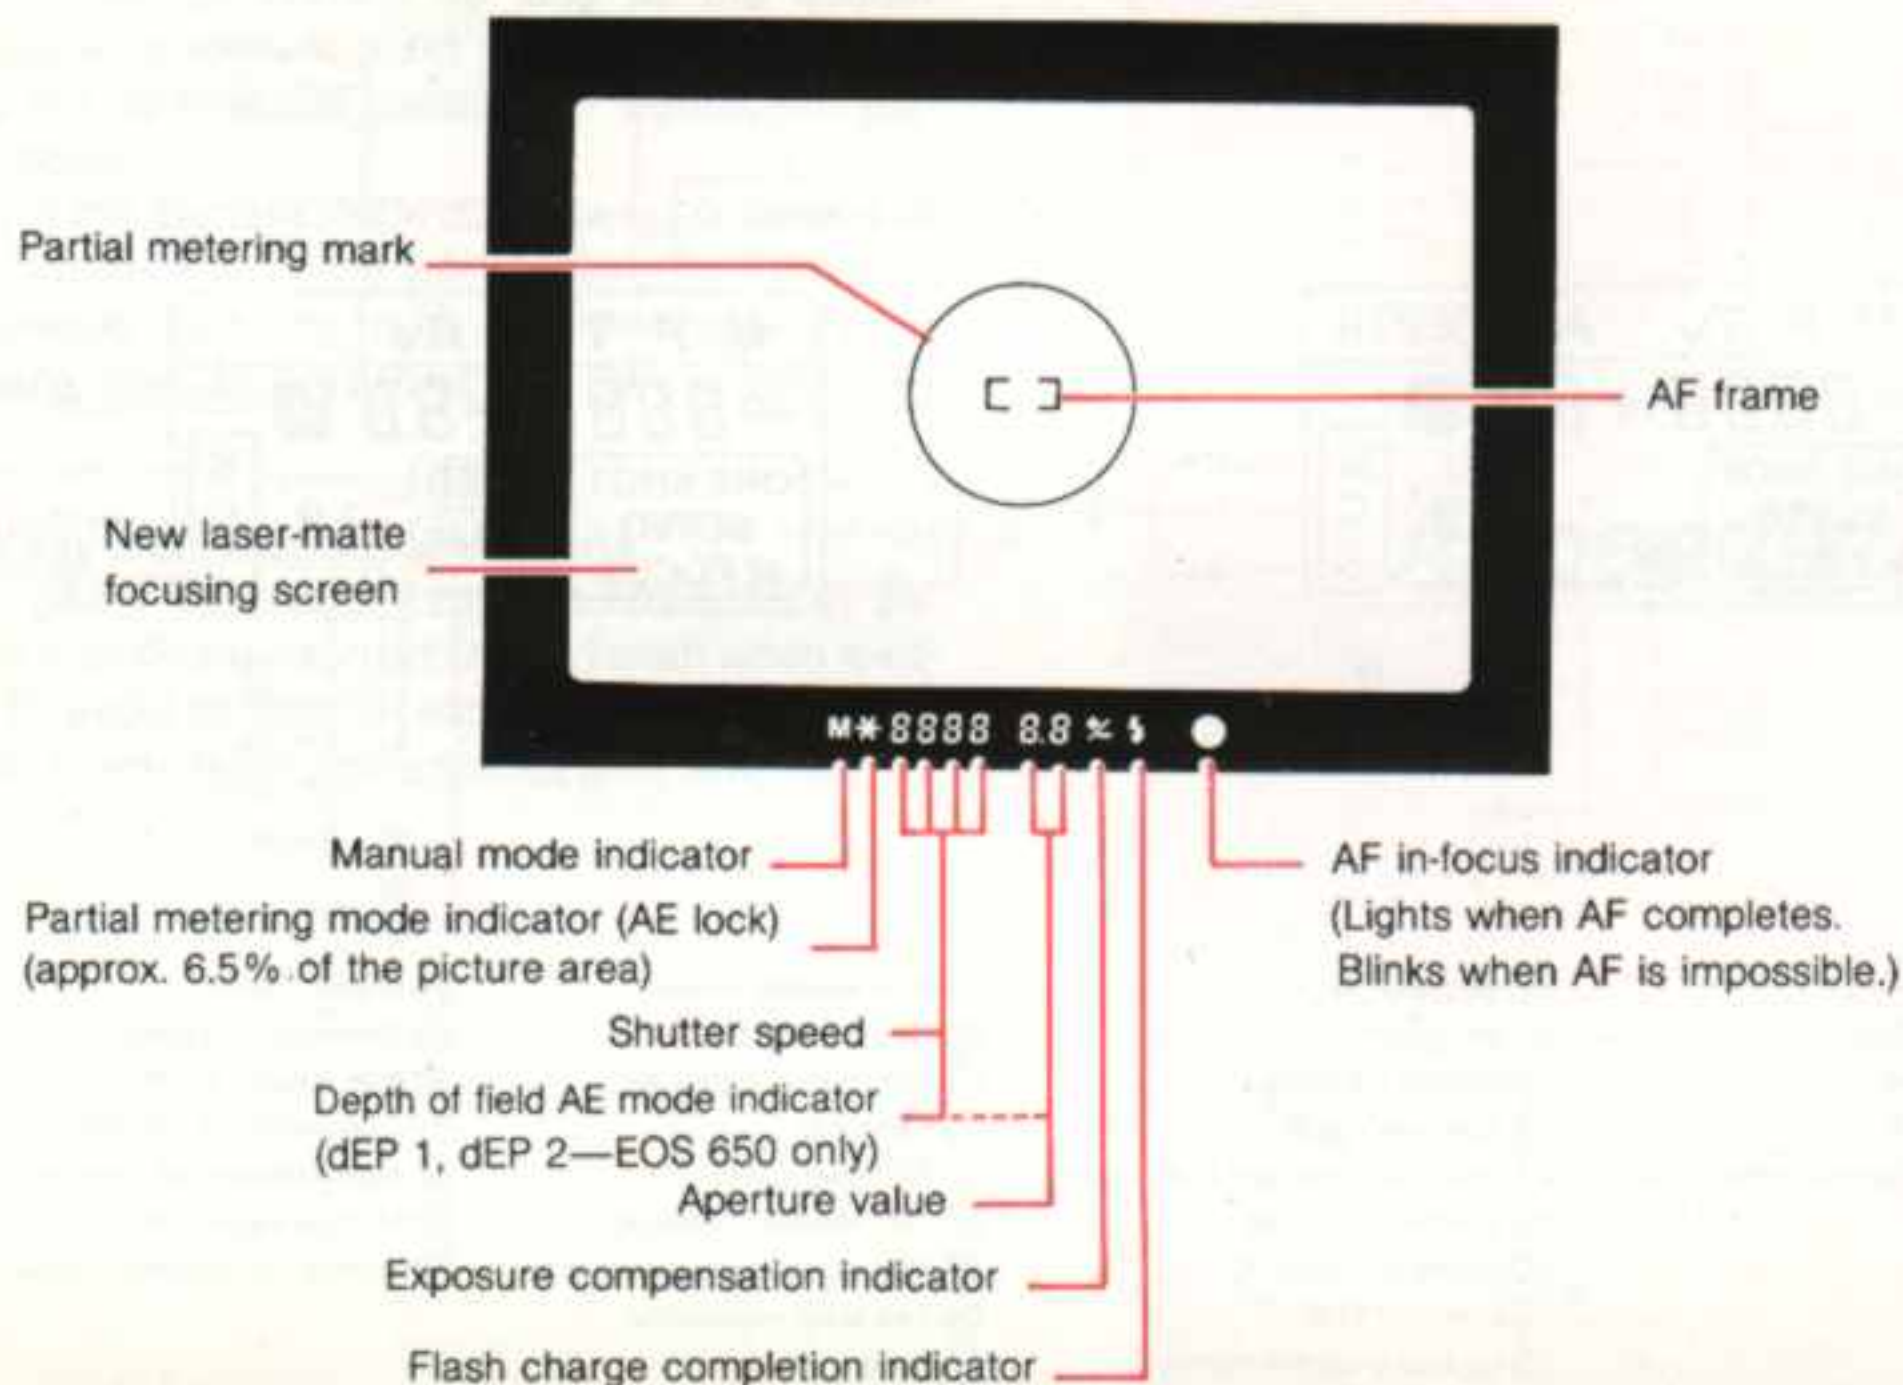 Partial metering mark
AF frame
New laser-matte
focusing screen
M * 8888 8.8
Manual mode indicator
Partial metering mode indicator (AE lock)
(approx. 6.5% of the picture area)
Shutter speed
Depth of field AE mode indicator
(dEP 1, dEP 2—EOS 650 only)
Aperture value
Exposure compensation indicator
Flash charge completion indicator
AF in-focus indicator
(Lights when AF completes.
Blinks when AF is impossible.)